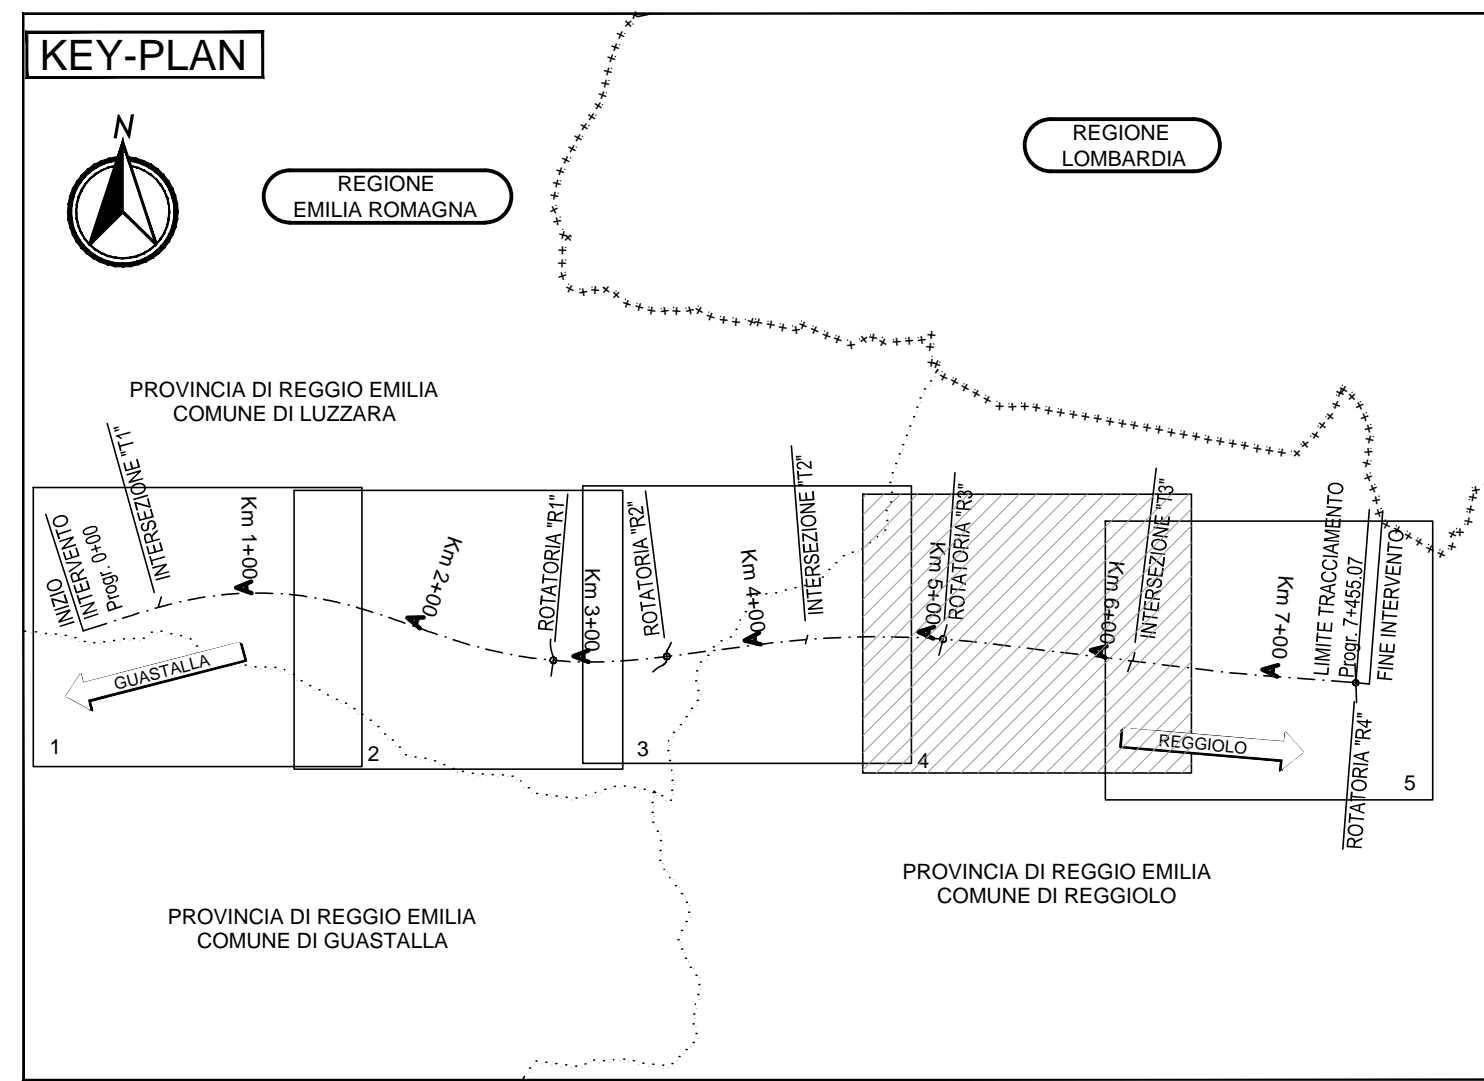 KEY-PLAN
N
REGIONE
EMILIA ROMAGNA
REGIONE
LOMBARDIA
PROVINCIA DI REGGIO EMILIA
COMUNE DI LUZZARA
INIZIO
INTERVENTO
Progr. 0+00
INTERSEZIONE "T1"
Km 1+00
Km 2+00
ROTATORIA "R1"
Km 3+00
ROTATORIA "R2"
Km 4+00
INTERSEZIONE "T2"
Km 5+00
ROTATORIA "R3"
Km 6+00
INTERSEZIONE "T3"
Km 7+00
LIMITE TRACCIAMENTO
Progr. 7+455.07
FINE INTERVENTO
ROTATORIA "R4"
GUASTALLA
REGGIOLO
1
2
3
4
5
PROVINCIA DI REGGIO EMILIA
COMUNE DI GUASTALLA
PROVINCIA DI REGGIO EMILIA
COMUNE DI REGGIOLO